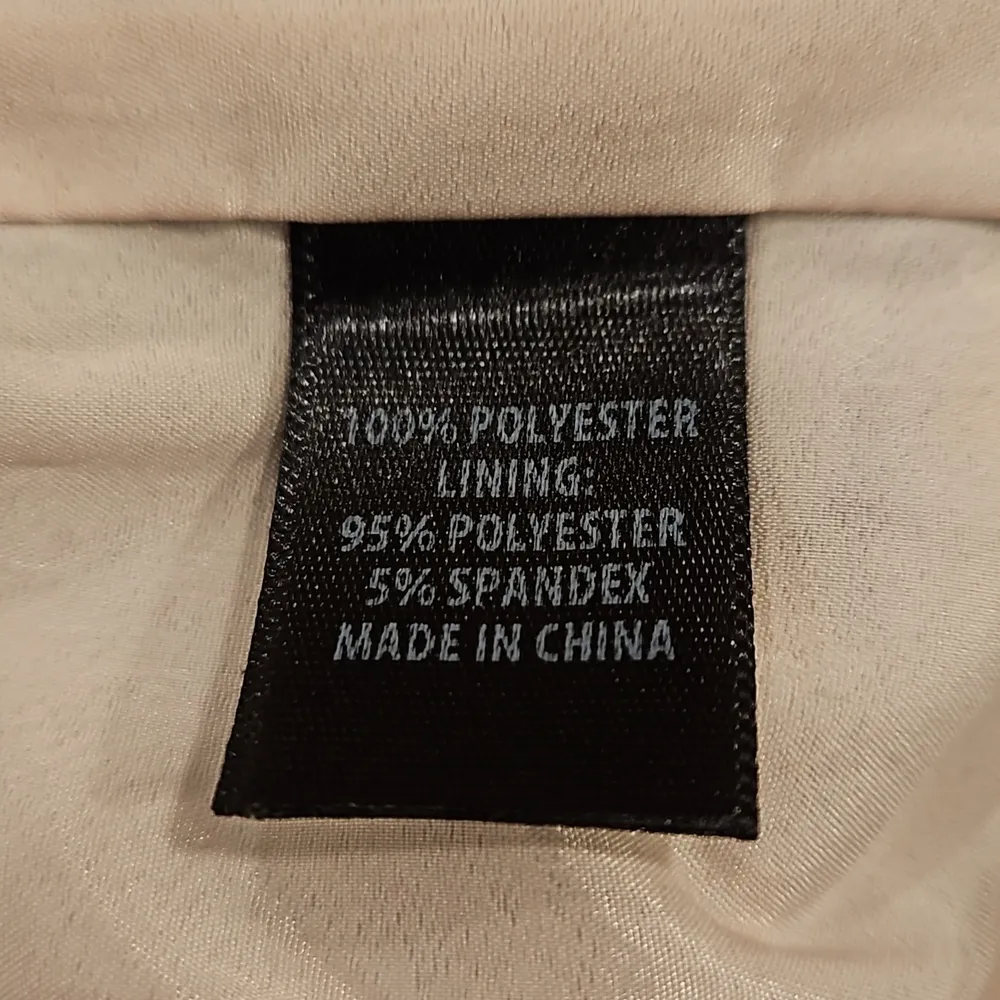 100% POLYESTER
LINING:
95% POLYESTER
5% SPANDEX
MADE IN CHINA